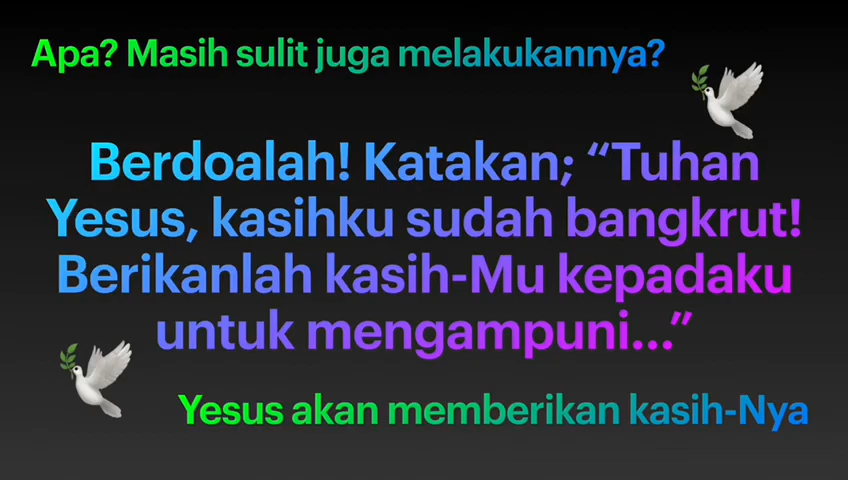 Apa? Masih sulit juga melakukannya?
Berdoalah! Katakan; “Tuhan
Yesus, kasihku sudah bangkrut!
Berikanlah kasih-Mu kepadaku
untuk mengampuni...”
Yesus akan memberikan kasih-Nya